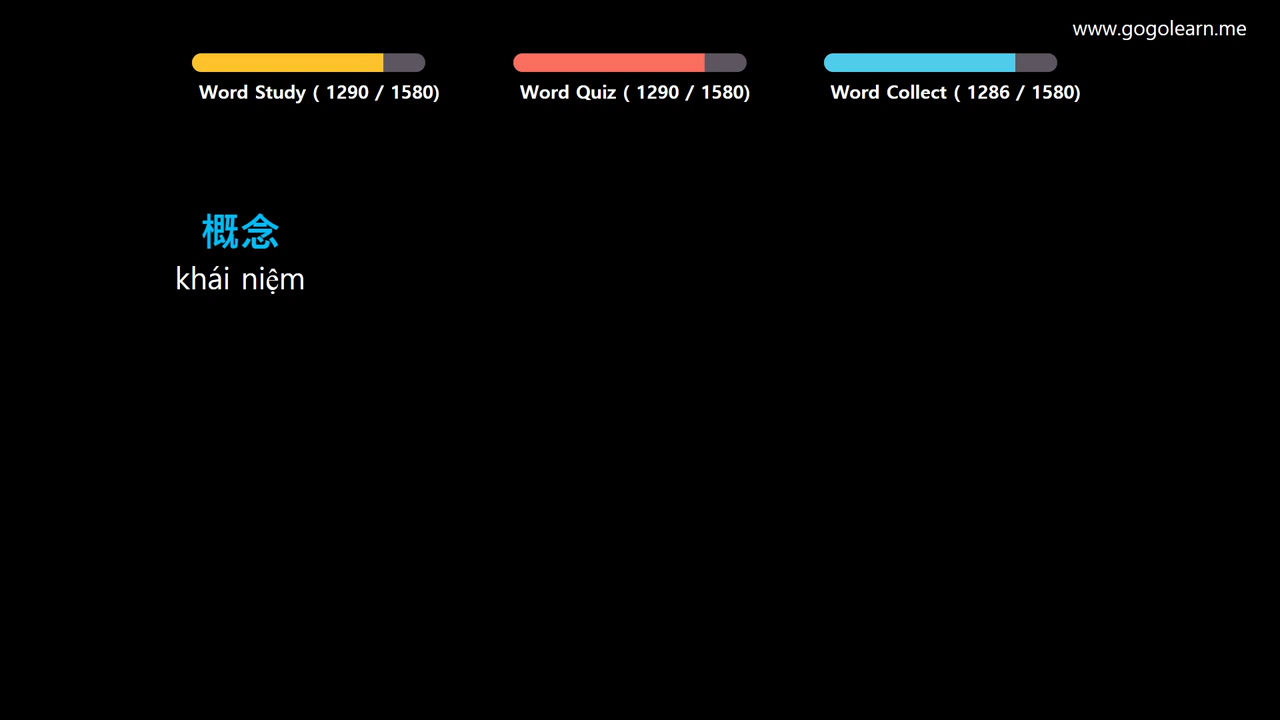 www.gogolearn.me
Word Study ( 1290 / 1580)
Word Quiz ( 1290 / 1580)
Word Collect ( 1286 / 1580)
概念
khái niệm